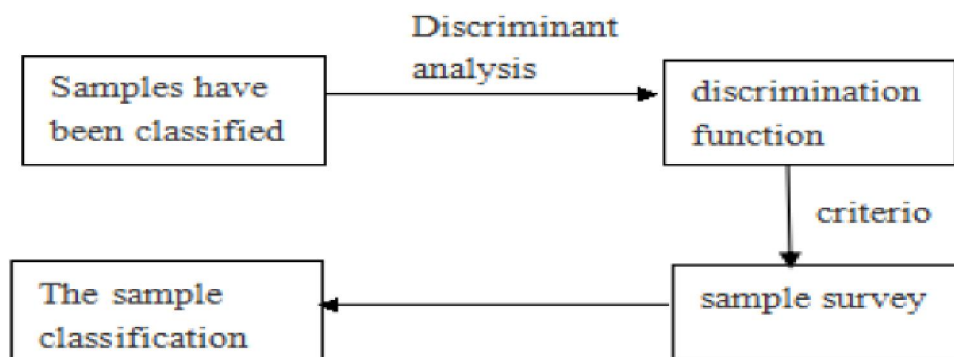 Samples have
been classified
Discriminant
analysis
discrimination
function
criterio
sample survey
The sample
classification